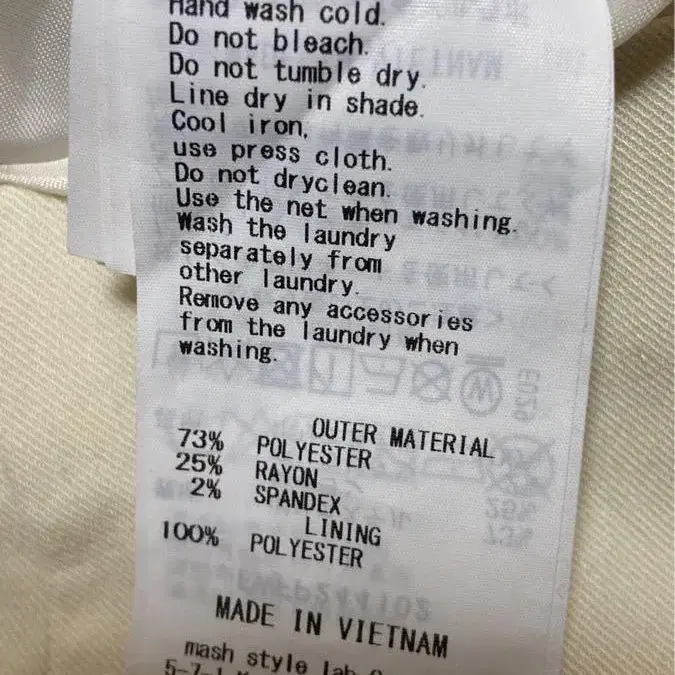 Hand wash cold.
Do not bleach.
Do not tumble dry.
Line dry in shade.
Cool iron,
use press cloth.
Do not dryclean.
Use the net when washing.
Wash the laundry
separately from
other laundry.
Remove any accessories
from the laundry when
washing.
OUTER MATERIAL
73% POLYESTER
25% RAYON
2% SPANDEX
LINING
100% POLYESTER
MADE IN VIETNAM
mash style lab
5-7-1